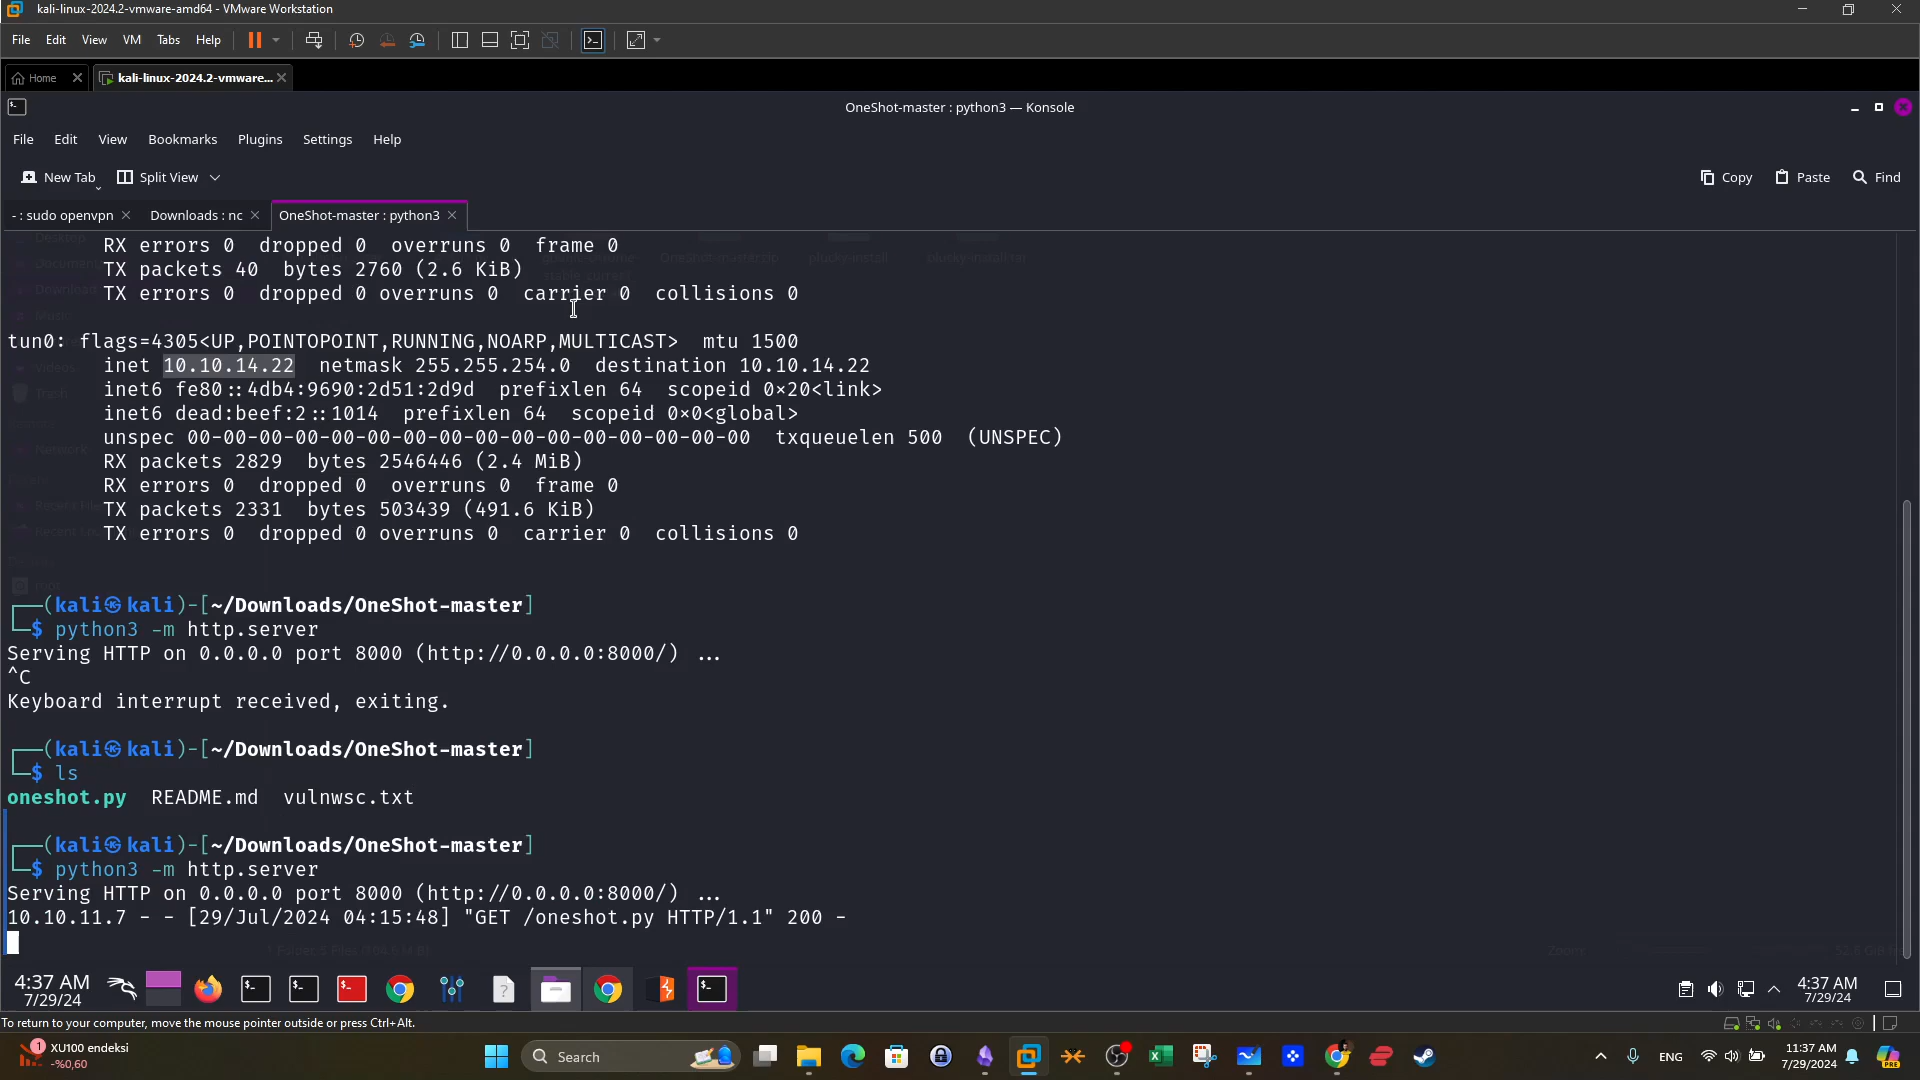 kali-linux-2024.2-vmware-amd64 - VMware Workstation
File Edit View VM Tabs Help
Home kali-linux-2024.2-vmware...
OneShot-master : python3 — Konsole
File Edit View Bookmarks Plugins Settings Help
New Tab Split View Copy Paste Find
- : sudo openvpn Downloads : nc OneShot-master : python3
RX errors 0  dropped 0  overruns 0  frame 0
TX packets 40  bytes 2760 (2.6 KiB)
TX errors 0  dropped 0 overruns 0  carrier 0  collisions 0
tun0: flags=4305<UP,POINTOPOINT,RUNNING,NOARP,MULTICAST>  mtu 1500
inet 10.10.14.22  netmask 255.255.254.0  destination 10.10.14.22
inet6 fe80::4db4:9690:2d51:2d9d  prefixlen 64  scopeid 0×20<link>
inet6 dead:beef:2::1014  prefixlen 64  scopeid 0×0<global>
unspec 00-00-00-00-00-00-00-00-00-00-00-00-00-00-00-00  txqueuelen 500  (UNSPEC)
RX packets 2829  bytes 2546446 (2.4 MiB)
RX errors 0  dropped 0  overruns 0  frame 0
TX packets 2331  bytes 503439 (491.6 KiB)
TX errors 0  dropped 0 overruns 0  carrier 0  collisions 0
┌──(kali㉿kali)-[~/Downloads/OneShot-master]
└─$ python3 -m http.server
Serving HTTP on 0.0.0.0 port 8000 (http://0.0.0.0:8000/) ...
^C
Keyboard interrupt received, exiting.
┌──(kali㉿kali)-[~/Downloads/OneShot-master]
└─$ ls
oneshot.py  README.md  vulnwsc.txt
┌──(kali㉿kali)-[~/Downloads/OneShot-master]
└─$ python3 -m http.server
Serving HTTP on 0.0.0.0 port 8000 (http://0.0.0.0:8000/) ...
10.10.11.7 - - [29/Jul/2024 04:15:48] "GET /oneshot.py HTTP/1.1" 200 -
4:37 AM
7/29/24
4:37 AM
7/29/24
To return to your computer, move the mouse pointer outside or press Ctrl+Alt.
1
XU100 endeksi
-%0,60
Search
ENG
11:37 AM
7/29/2024
PRE